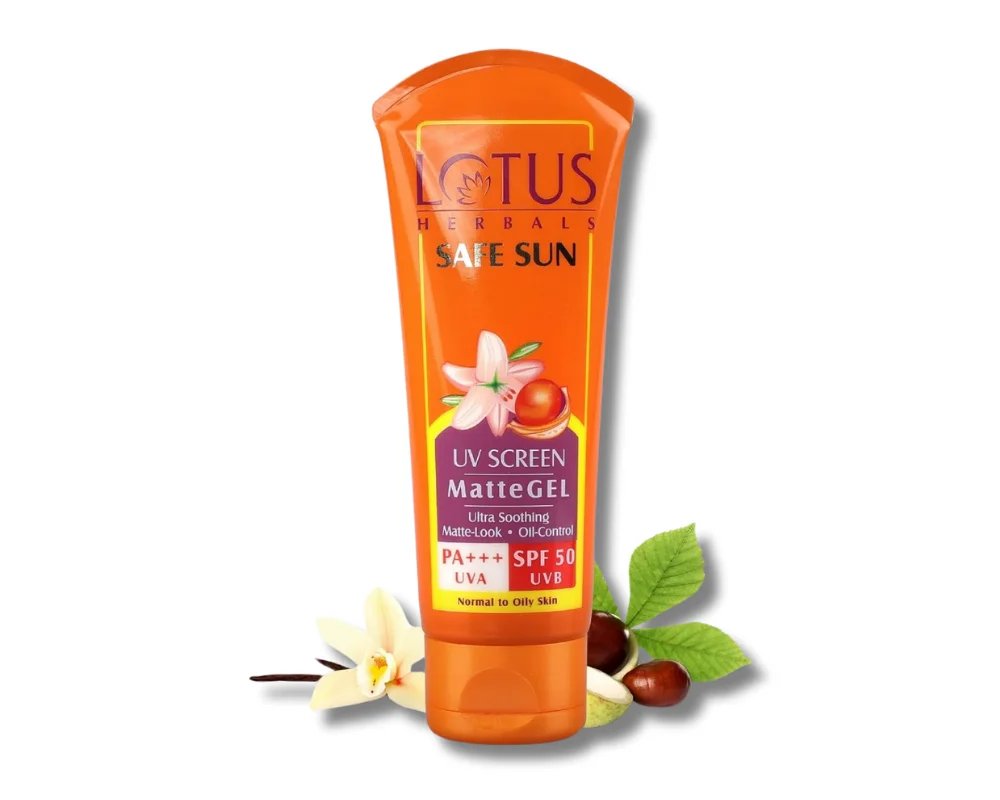 LOTUS
HERBALS
SAFE SUN
UV SCREEN
MatteGEL
Ultra Soothing
Matte-Look • Oil-Control
PA+++ SPF 50
UVA UVB
Normal to Oily Skin